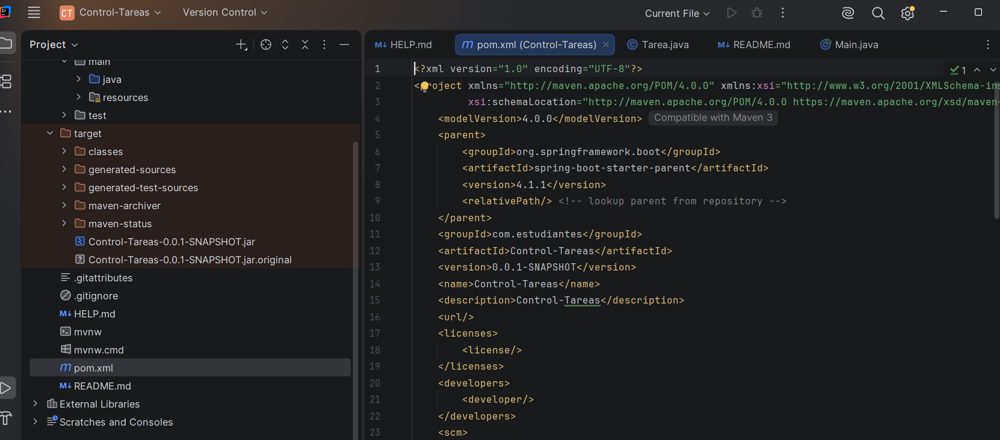 CT Control-Tareas Version Control Current File
Project
main
java
resources
test
target
classes
generated-sources
generated-test-sources
maven-archiver
maven-status
Control-Tareas-0.0.1-SNAPSHOT.jar
Control-Tareas-0.0.1-SNAPSHOT.jar.original
.gitattributes
.gitignore
M↓ HELP.md
mvnw
mvnw.cmd
m pom.xml
M↓ README.md
External Libraries
Scratches and Consoles
M↓ HELP.md m pom.xml (Control-Tareas) C Tarea.java M↓ README.md C Main.java
1 <?xml version="1.0" encoding="UTF-8"?> 1
2 <project xmlns="http://maven.apache.org/POM/4.0.0" xmlns:xsi="http://www.w3.org/2001/XMLSchema-ins
3 xsi:schemaLocation="http://maven.apache.org/POM/4.0.0 https://maven.apache.org/xsd/maven-
4 <modelVersion>4.0.0</modelVersion> Compatible with Maven 3
5 <parent>
6 <groupId>org.springframework.boot</groupId>
7 <artifactId>spring-boot-starter-parent</artifactId>
8 <version>4.1.1</version>
9 <relativePath/> <!-- lookup parent from repository -->
10 </parent>
11 <groupId>com.estudiantes</groupId>
12 <artifactId>Control-Tareas</artifactId>
13 <version>0.0.1-SNAPSHOT</version>
14 <name>Control-Tareas</name>
15 <description>Control-Tareas</description>
16 <url/>
17 <licenses>
18 <license/>
19 </licenses>
20 <developers>
21 <developer/>
22 </developers>
23 <scm>